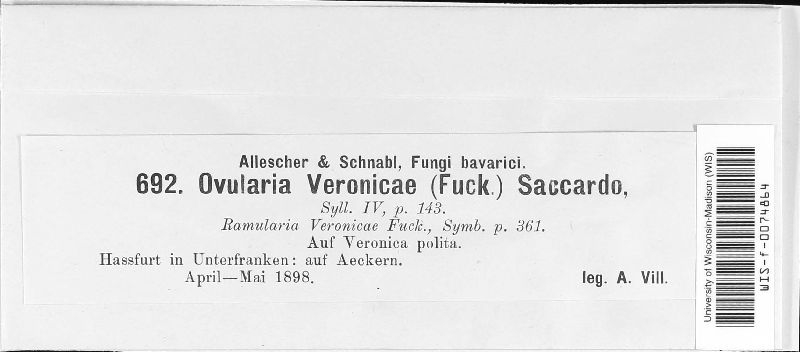 Allescher & Schnabl, Fungi bavarici.
692. Ovularia Veronicae (Fuck.) Saccardo,
Syll. IV, p. 143.
Ramularia Veronicae Fuck., Symb. p. 361.
Auf Veronica polita.
Hassfurt in Unterfranken: auf Aeckern.
April—Mai 1898. leg. A. Vill.
University of Wisconsin-Madison (WIS)
WIS-f-0074864